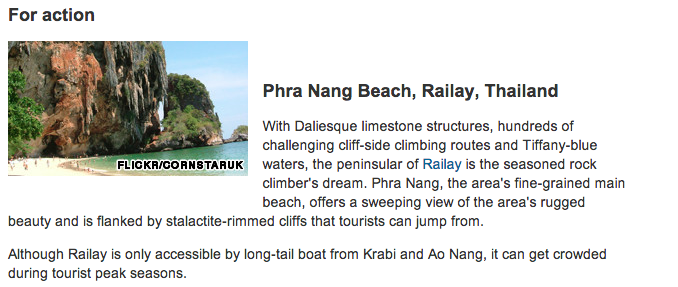 For action
FLICKR/CORNSTARUK
Phra Nang Beach, Railay, Thailand
With Daliesque limestone structures, hundreds of
challenging cliff-side climbing routes and Tiffany-blue
waters, the peninsular of Railay is the seasoned rock
climber's dream. Phra Nang, the area's fine-grained main
beach, offers a sweeping view of the area's rugged
beauty and is flanked by stalactite-rimmed cliffs that tourists can jump from.
Although Railay is only accessible by long-tail boat from Krabi and Ao Nang, it can get crowded
during tourist peak seasons.